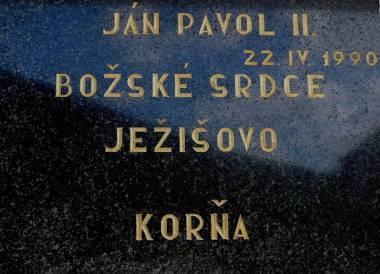 JÁN PAVOL II.
22 IV. 1990
BOŽSKÉ SRDCE
JEŽIŠOVO
KORŇA